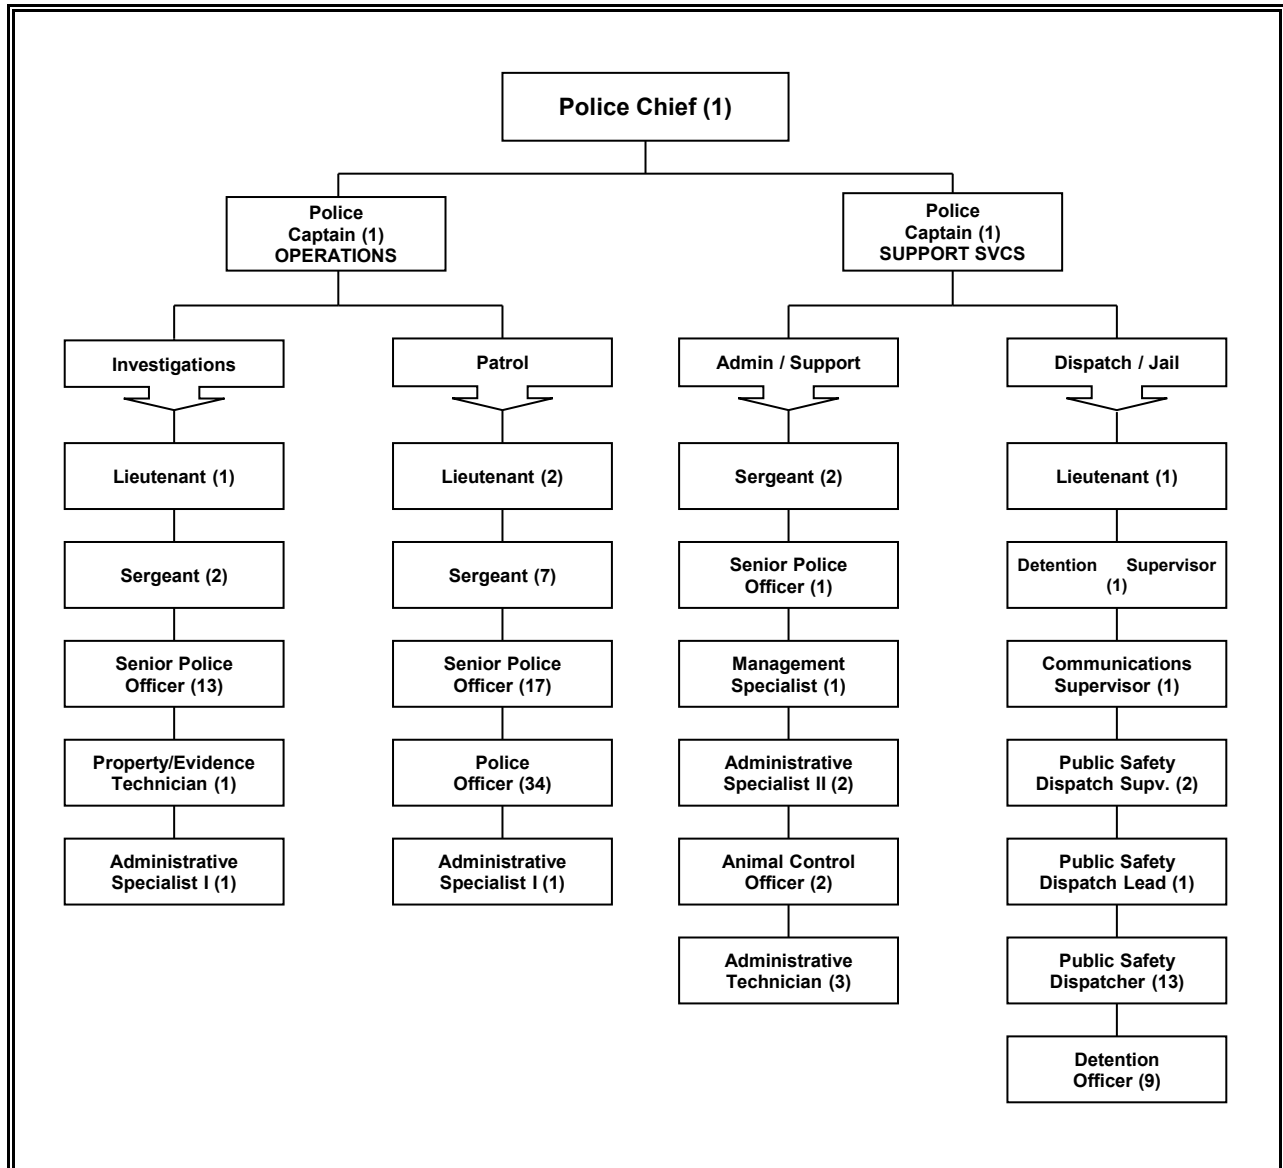 Police Chief (1)
Police
Captain (1)
OPERATIONS
Police
Captain (1)
SUPPORT SVCS
Investigations
Patrol
Admin / Support
Dispatch / Jail
Lieutenant (1)
Sergeant (2)
Senior Police
Officer (13)
Property/Evidence
Technician (1)
Administrative
Specialist I (1)
Lieutenant (2)
Sergeant (7)
Senior Police
Officer (17)
Police
Officer (34)
Administrative
Specialist I (1)
Sergeant (2)
Senior Police
Officer (1)
Management
Specialist (1)
Administrative
Specialist II (2)
Animal Control
Officer (2)
Administrative
Technician (3)
Lieutenant (1)
Detention Supervisor
(1)
Communications
Supervisor (1)
Public Safety
Dispatch Supv. (2)
Public Safety
Dispatch Lead (1)
Public Safety
Dispatcher (13)
Detention
Officer (9)